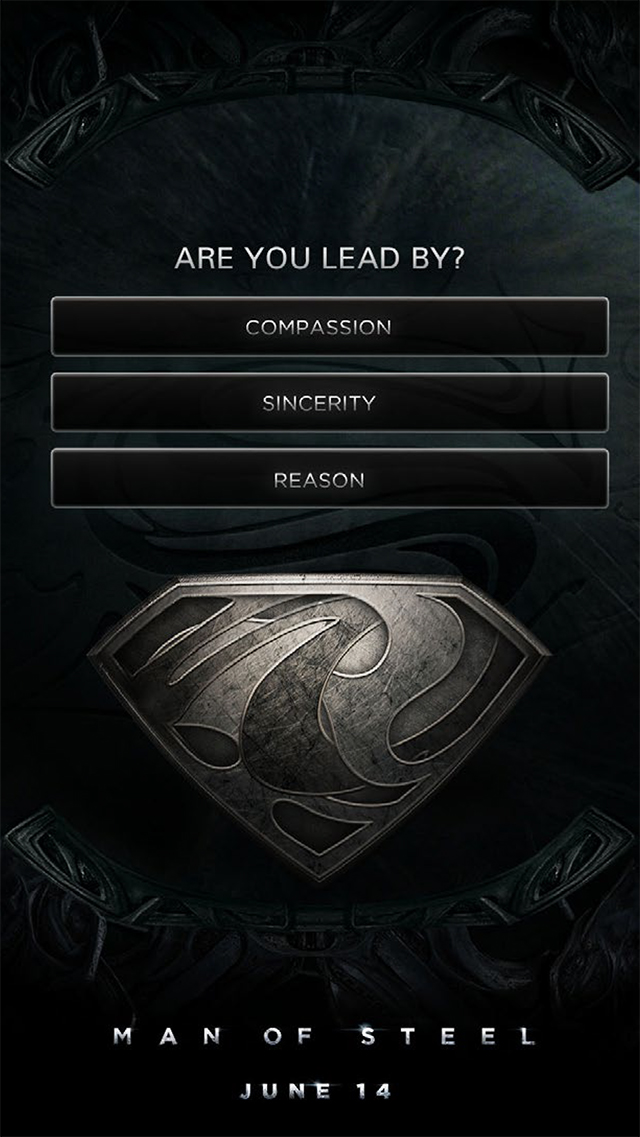 ARE YOU LEAD BY?
COMPASSION
SINCERITY
REASON
MAN OF STEEL
JUNE 14